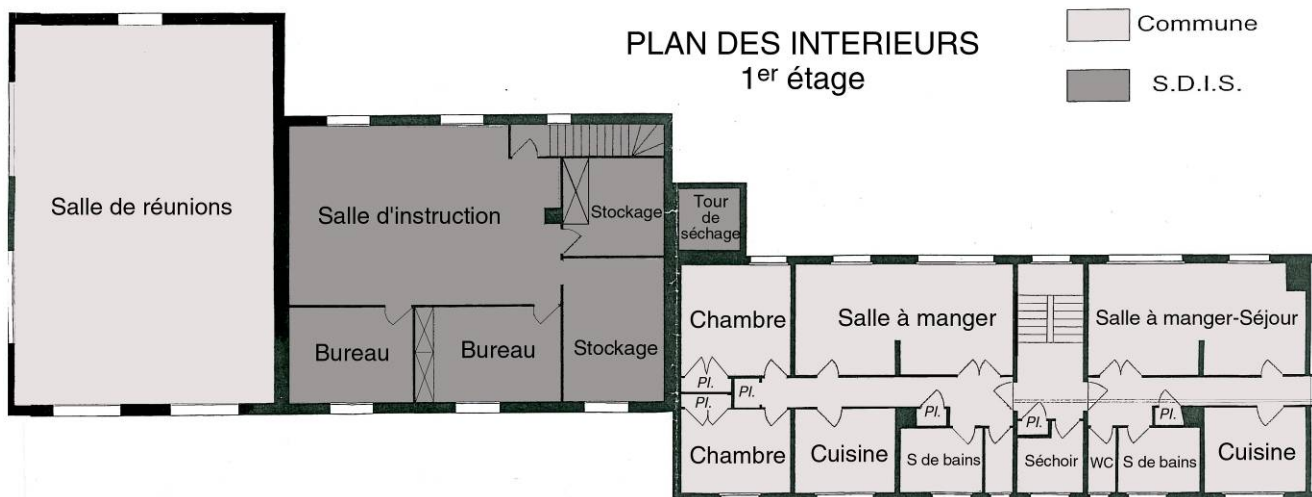 PLAN DES INTERIEURS
1er étage
Commune
S.D.I.S.
Salle de réunions
Salle d'instruction
Stockage
Tour
de
séchage
Bureau
Bureau
Stockage
Chambre
Salle à manger
Salle à manger-Séjour
Pl.
Pl.
Pl.
Pl.
Pl.
Pl.
Chambre
Cuisine
S de bains
Séchoir
WC
S de bains
Cuisine